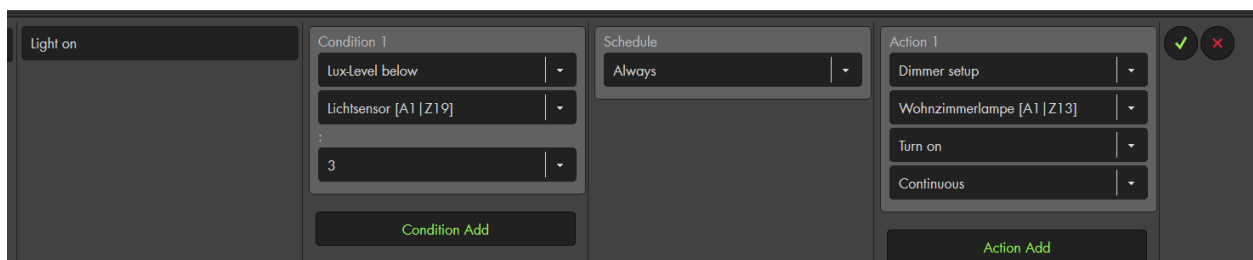 Light on
Condition 1
Lux-Level below
Lichtsensor [A1|Z19]
:
3
Condition Add
Schedule
Always
Action 1
Dimmer setup
Wohnzimmerlampe [A1|Z13]
Turn on
Continuous
Action Add